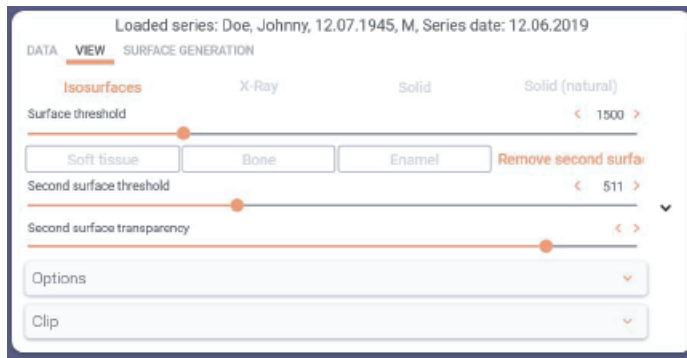 Loaded series: Doe, Johnny, 12.07.1945, M, Series date: 12.06.2019
DATA VIEW SURFACE GENERATION
Isosurfaces X-Ray Solid Solid (natural)
Surface threshold < 1500 >
Soft tissue Bone Enamel Remove second surfa
Second surface threshold < 511 >
Second surface transparency < >
Options
Clip